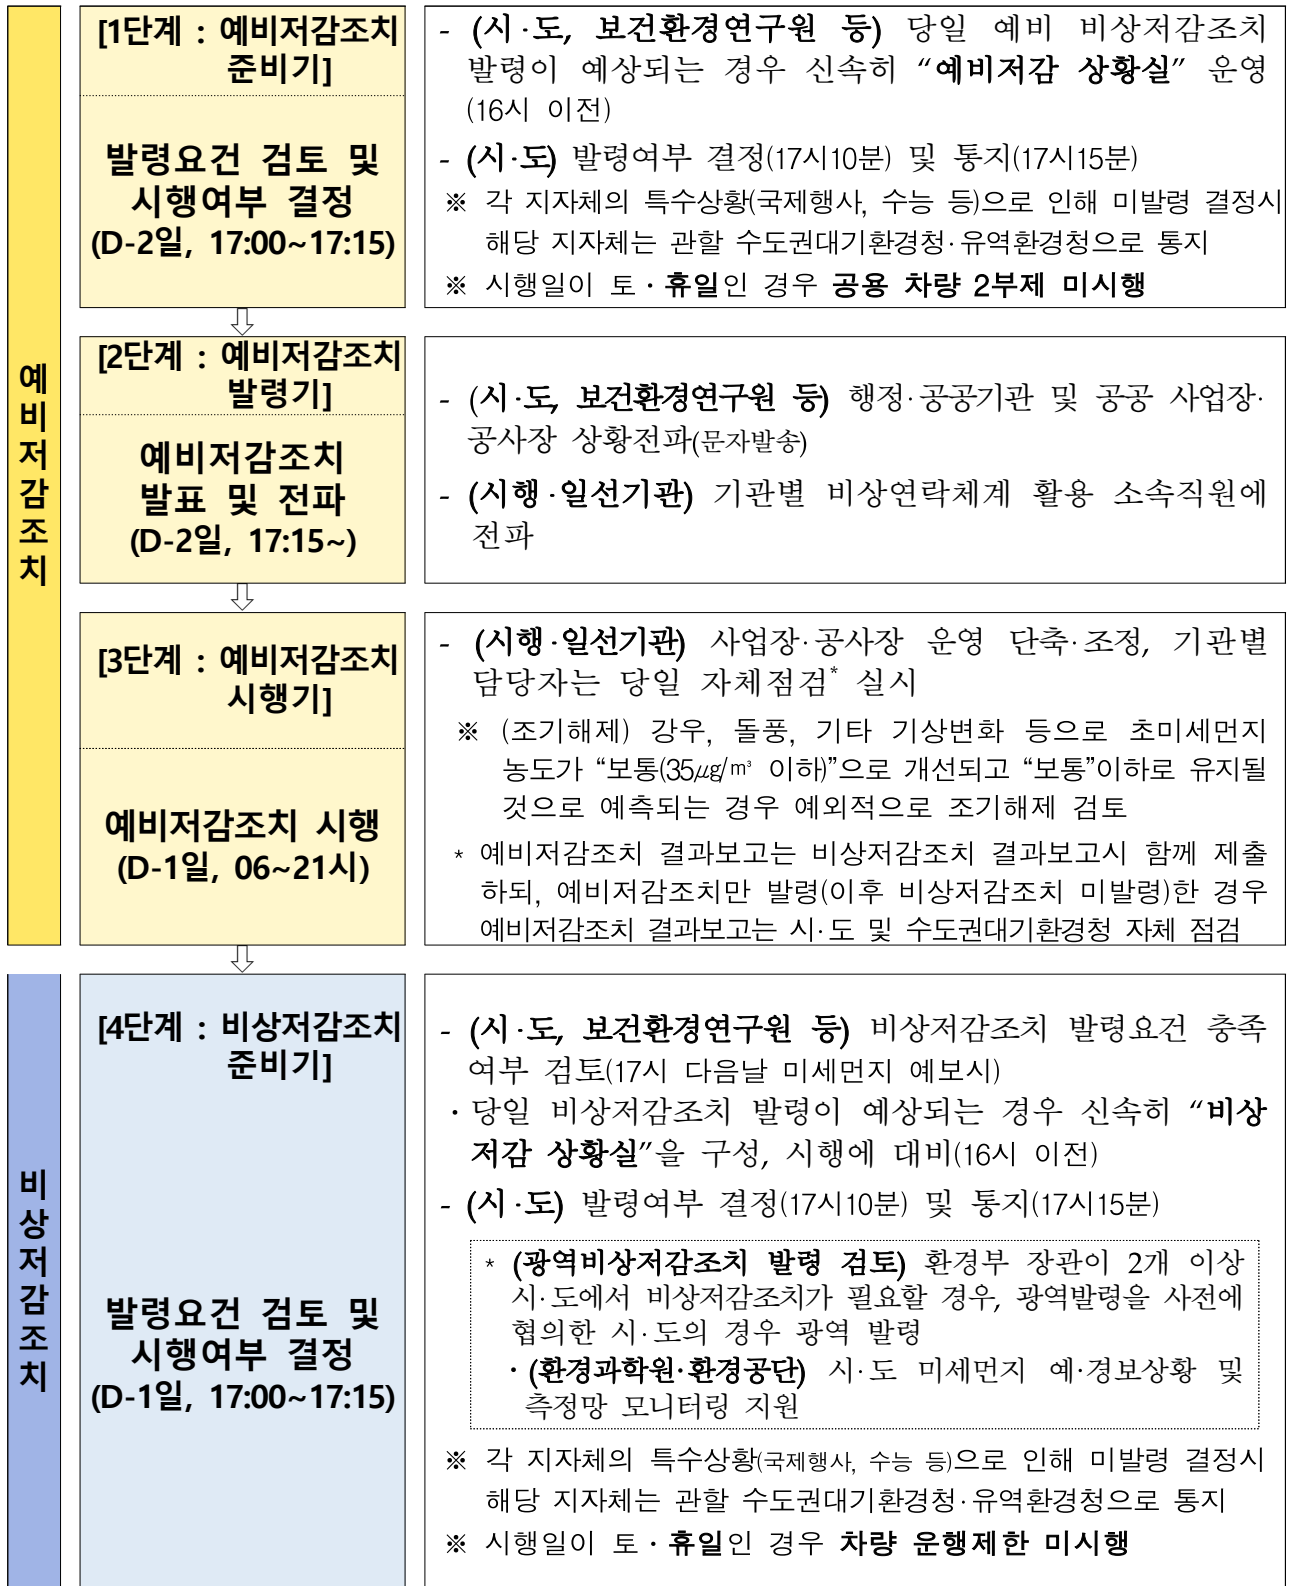 예비저감조치
[1단계 : 예비저감조치
준비기]
발령요건 검토 및
시행여부 결정
(D-2일, 17:00~17:15)
- (시·도, 보건환경연구원 등) 당일 예비 비상저감조치
발령이 예상되는 경우 신속히 “예비저감 상황실” 운영
(16시 이전)
- (시·도) 발령여부 결정(17시10분) 및 통지(17시15분)
※ 각 지자체의 특수상황(국제행사, 수능 등)으로 인해 미발령 결정시
해당 지자체는 관할 수도권대기환경청·유역환경청으로 통지
※ 시행일이 토·휴일인 경우 공용 차량 2부제 미시행
[2단계 : 예비저감조치
발령기]
예비저감조치
발표 및 전파
(D-2일, 17:15~)
- (시·도, 보건환경연구원 등) 행정·공공기관 및 공공 사업장·
공사장 상황전파(문자발송)
- (시행·일선기관) 기관별 비상연락체계 활용 소속직원에
전파
[3단계 : 예비저감조치
시행기]
예비저감조치 시행
(D-1일, 06~21시)
- (시행·일선기관) 사업장·공사장 운영 단축·조정, 기관별
담당자는 당일 자체점검* 실시
※ (조기해제) 강우, 돌풍, 기타 기상변화 등으로 초미세먼지
농도가 “보통(35㎍/㎥ 이하)”으로 개선되고 “보통”이하로 유지될
것으로 예측되는 경우 예외적으로 조기해제 검토
* 예비저감조치 결과보고는 비상저감조치 결과보고시 함께 제출
하되, 예비저감조치만 발령(이후 비상저감조치 미발령)한 경우
예비저감조치 결과보고는 시·도 및 수도권대기환경청 자체 점검
비상저감조치
[4단계 : 비상저감조치
준비기]
발령요건 검토 및
시행여부 결정
(D-1일, 17:00~17:15)
- (시·도, 보건환경연구원 등) 비상저감조치 발령요건 충족
여부 검토(17시 다음날 미세먼지 예보시)
· 당일 비상저감조치 발령이 예상되는 경우 신속히 “비상
저감 상황실”을 구성, 시행에 대비(16시 이전)
- (시·도) 발령여부 결정(17시10분) 및 통지(17시15분)
* (광역비상저감조치 발령 검토) 환경부 장관이 2개 이상
시·도에서 비상저감조치가 필요할 경우, 광역발령을 사전에
협의한 시·도의 경우 광역 발령
· (환경과학원·환경공단) 시·도 미세먼지 예·경보상황 및
측정망 모니터링 지원
※ 각 지자체의 특수상황(국제행사, 수능 등)으로 인해 미발령 결정시
해당 지자체는 관할 수도권대기환경청·유역환경청으로 통지
※ 시행일이 토·휴일인 경우 차량 운행제한 미시행